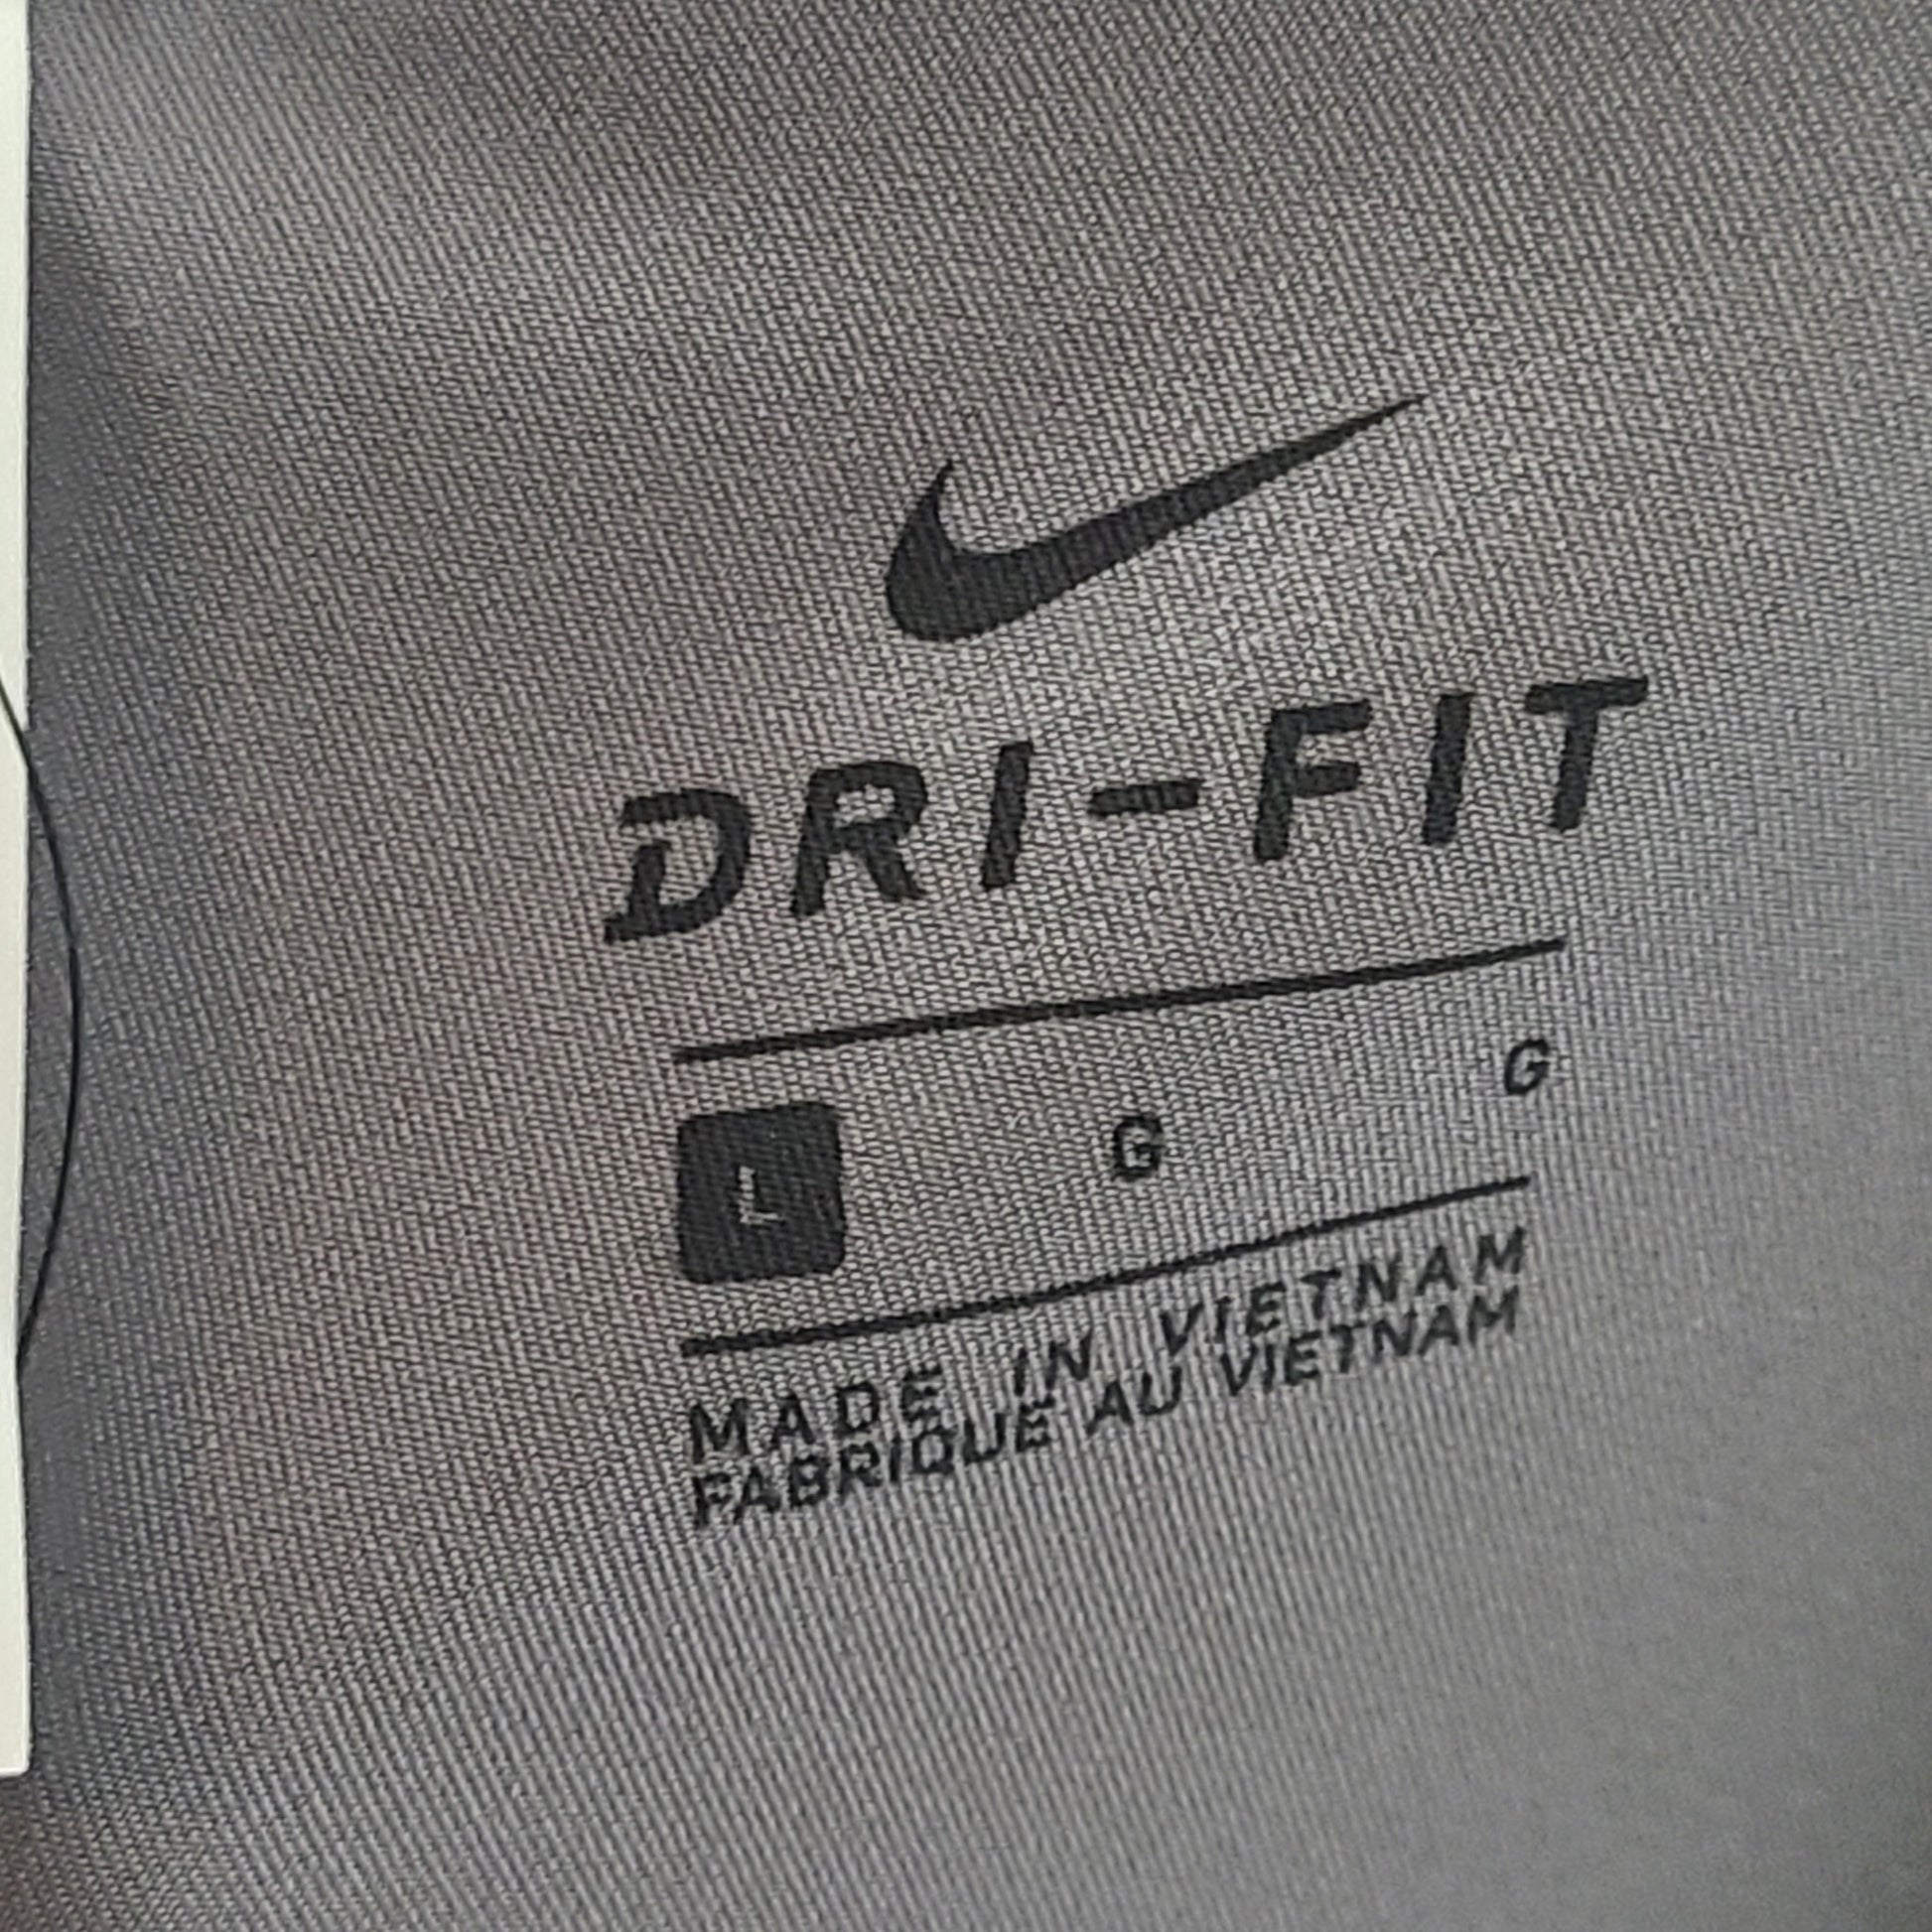 DRI-FIT
L G G
MADE IN VIETNAM
FABRIQUE AU VIETNAM